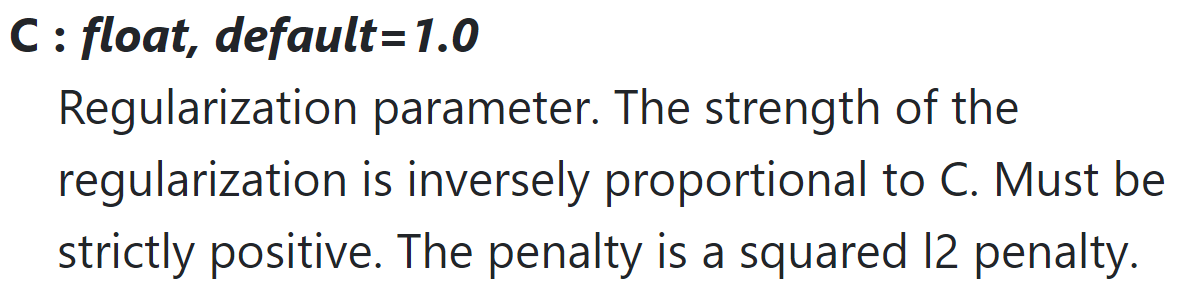 C : float, default=1.0
Regularization parameter. The strength of the
regularization is inversely proportional to C. Must be
strictly positive. The penalty is a squared l2 penalty.